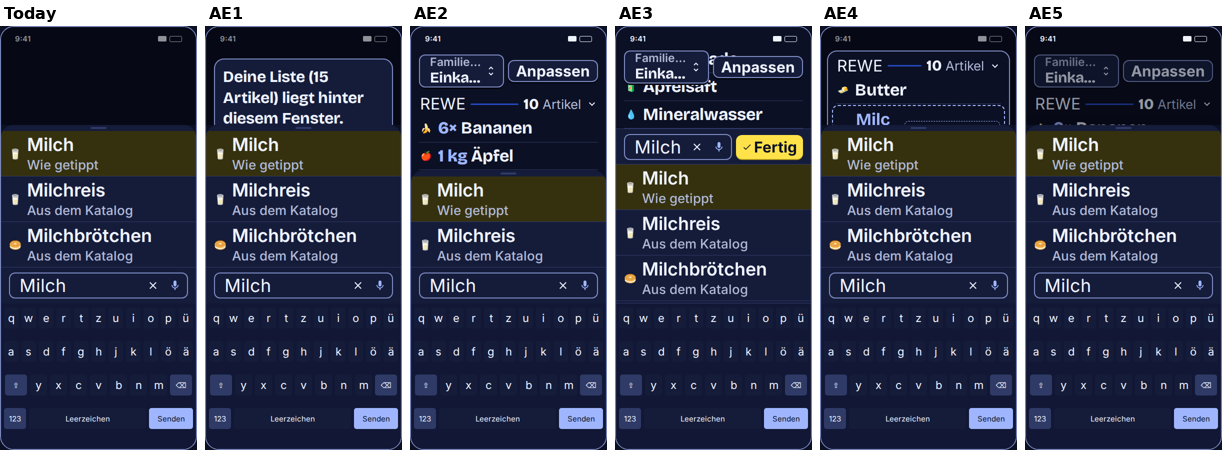 Today
9:41
Milch
Wie getippt
Milchreis
Aus dem Katalog
Milchbrötchen
Aus dem Katalog
Milch
q w e r t z u i o p ü
a s d f g h j k l ö ä
y x c v b n m
123 Leerzeichen Senden
AE1
9:41
Deine Liste (15
Artikel) liegt hinter
diesem Fenster.
Milch
Wie getippt
Milchreis
Aus dem Katalog
Milchbrötchen
Aus dem Katalog
Milch
q w e r t z u i o p ü
a s d f g h j k l ö ä
y x c v b n m
123 Leerzeichen Senden
AE2
9:41
Familie...
Einka...
Anpassen
REWE 10 Artikel
6× Bananen
1 kg Äpfel
Milch
Wie getippt
Milchreis
Aus dem Katalog
Milch
q w e r t z u i o p ü
a s d f g h j k l ö ä
y x c v b n m
123 Leerzeichen Senden
AE3
9:41
Familie...
Einka...
Anpassen
Apfelsaft
Mineralwasser
Milch Fertig
Milch
Wie getippt
Milchreis
Aus dem Katalog
Milchbrötchen
Aus dem Katalog
q w e r t z u i o p ü
a s d f g h j k l ö ä
y x c v b n m
123 Leerzeichen Senden
AE4
9:41
REWE 10 Artikel
Butter
Milc
Milch
Wie getippt
Milchreis
Aus dem Katalog
Milchbrötchen
Aus dem Katalog
Milch
q w e r t z u i o p ü
a s d f g h j k l ö ä
y x c v b n m
123 Leerzeichen Senden
AE5
9:41
Familie...
Einka...
Anpassen
REWE 10 Artikel
Milch
Wie getippt
Milchreis
Aus dem Katalog
Milchbrötchen
Aus dem Katalog
Milch
q w e r t z u i o p ü
a s d f g h j k l ö ä
y x c v b n m
123 Leerzeichen Senden